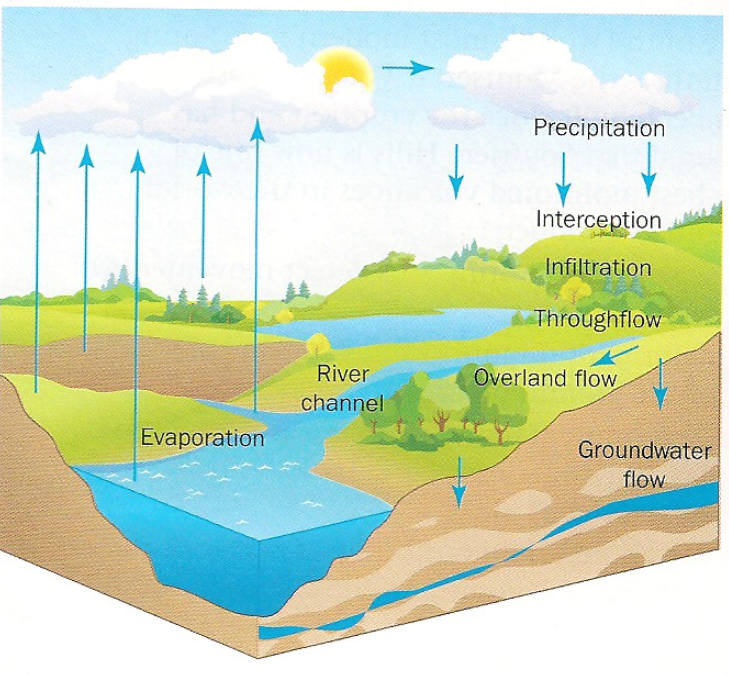 Precipitation
Interception
Infiltration
Throughflow
River
channel
Overland flow
Evaporation
Groundwater
flow